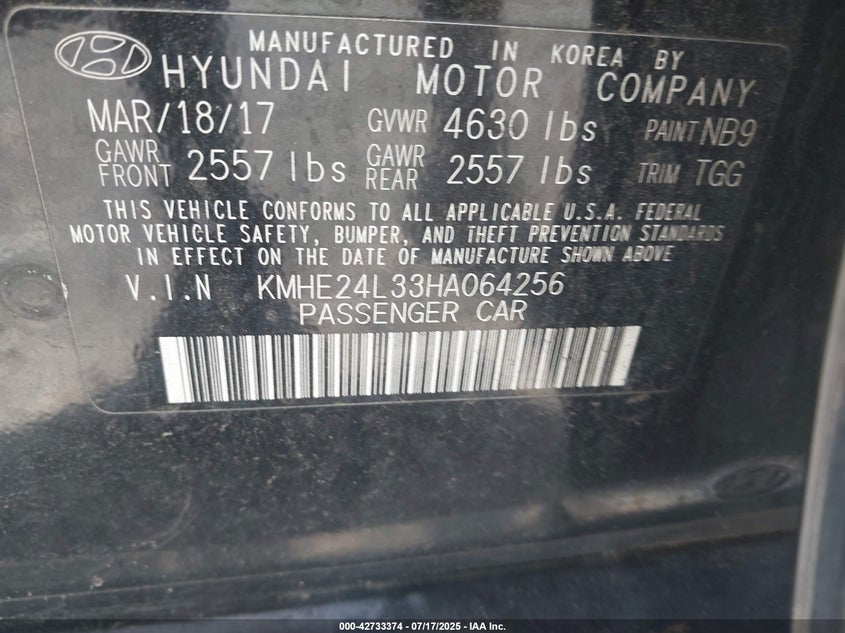 MANUFACTURED IN KOREA BY
HYUNDAI MOTOR COMPANY
MAR/18/17 GVWR 4630 lbs PAINT NB9
GAWR FRONT 2557 lbs GAWR REAR 2557 lbs TRIM TGG
THIS VEHICLE CONFORMS TO ALL APPLICABLE U.S.A. FEDERAL
MOTOR VEHICLE SAFETY, BUMPER, AND THEFT PREVENTION STANDARDS
IN EFFECT ON THE DATE OF MANUFACTURE SHOWN ABOVE
V.I.N KMHE24L33HA064256
PASSENGER CAR
000-42733374 / 07/17/2025 - IAA Inc.